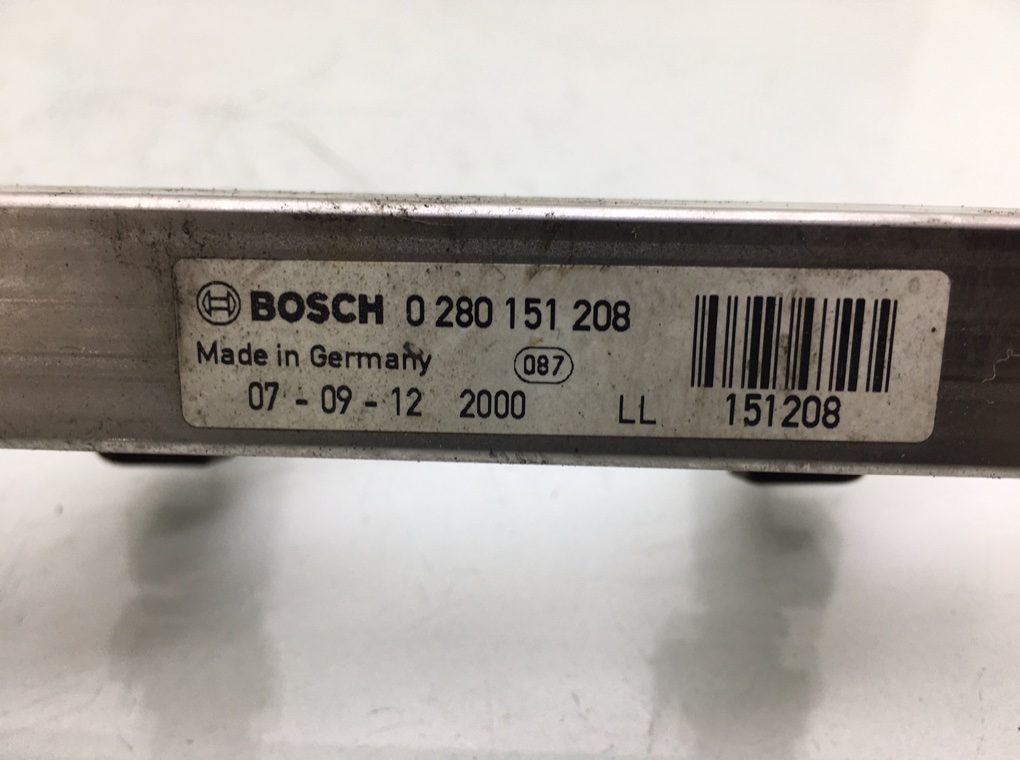 BOSCH 0 280 151 208
Made in Germany 087
07 - 09 - 12 2000 LL 151208